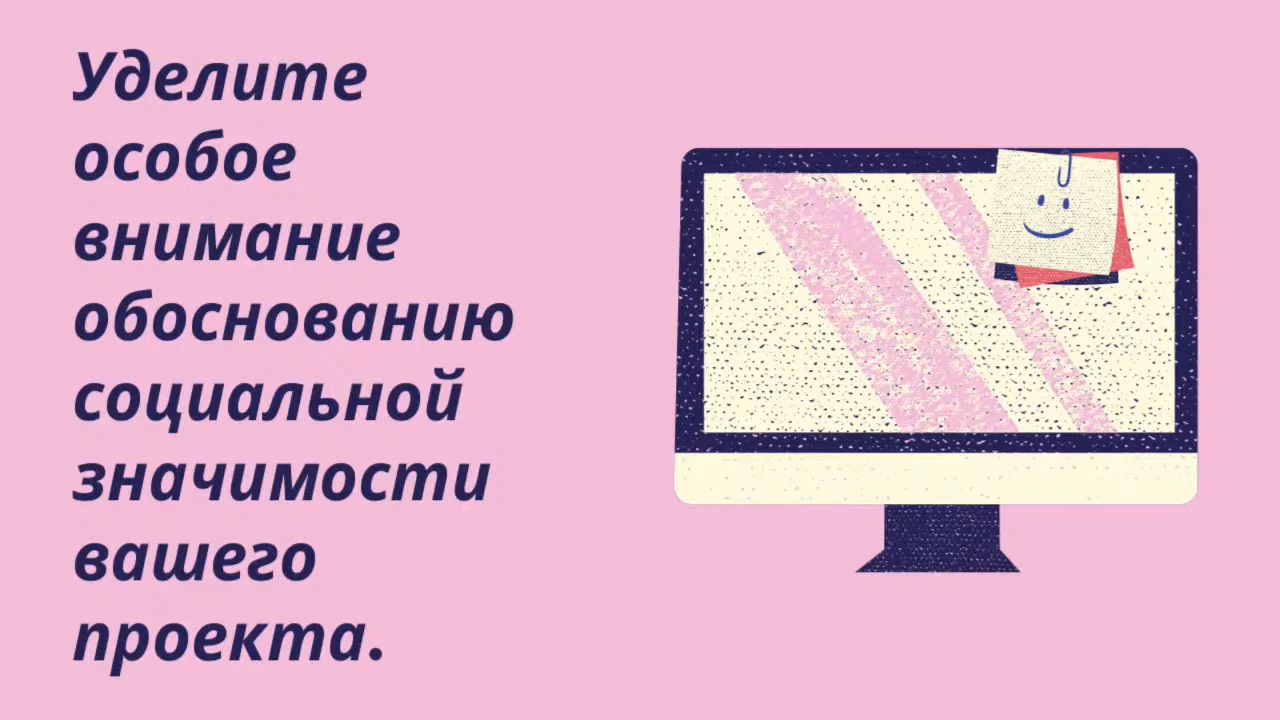 Уделите
особое
внимание
обоснованию
социальной
значимости
вашего
проекта.